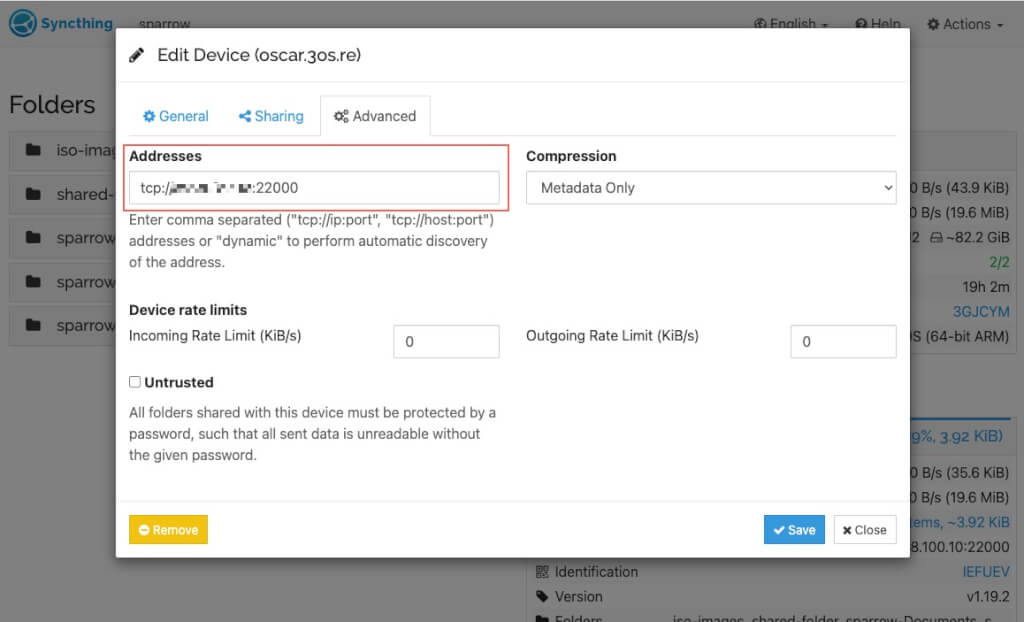 Syncthing
sparrow
English
Help
Actions
Edit Device (oscar.3os.re)
General
Sharing
Advanced
Addresses
tcp://
:22000
Enter comma separated ("tcp://ip:port", "tcp://host:port")
addresses or "dynamic" to perform automatic discovery
of the address.
Compression
Metadata Only
Device rate limits
Incoming Rate Limit (KiB/s)
0
Outgoing Rate Limit (KiB/s)
0
Untrusted
All folders shared with this device must be protected by a
password, such that all sent data is unreadable without
the given password.
Remove
Save
Close
Folders
iso-imag
shared-
sparrow
sparrow
sparrow
0 B/s (43.9 KiB)
0 B/s (19.6 MiB)
~82.2 GiB
2/2
19h 2m
3GJCYM
(64-bit ARM)
9%, 3.92 KiB)
0 B/s (35.6 KiB)
0 B/s (19.6 MiB)
tems, ~3.92 KiB
8.100.10:22000
Identification
IEFUEV
Version
v1.19.2
Folders
iso-images, shared-folder, sparrow-Documents, s